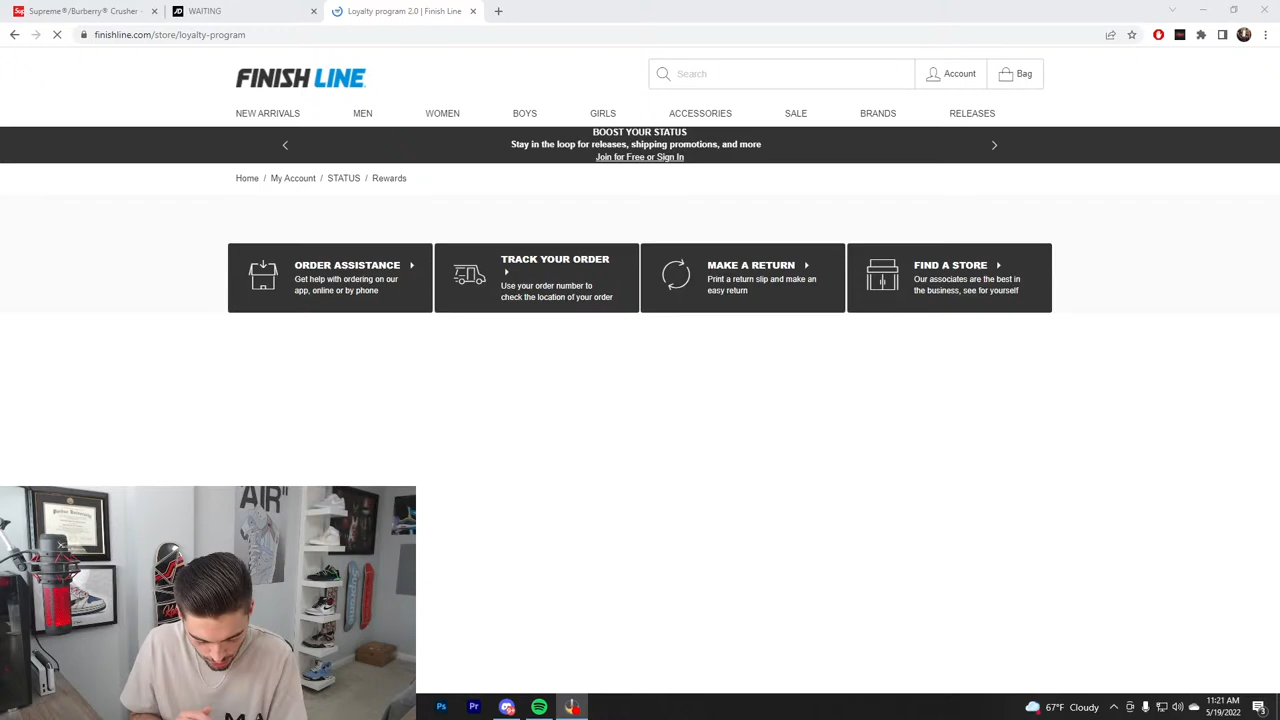 Supreme®/Burberry® Crusher -
WAITING
Loyalty program 2.0 | Finish Line
finishline.com/store/loyalty-program
FINISH LINE
Search
Account
Bag
NEW ARRIVALS MEN WOMEN BOYS GIRLS ACCESSORIES SALE BRANDS RELEASES
BOOST YOUR STATUS
Stay in the loop for releases, shipping promotions, and more
Join for Free or Sign In
Home / My Account / STATUS / Rewards
ORDER ASSISTANCE
Get help with ordering on our
app, online or by phone
TRACK YOUR ORDER
Use your order number to
check the location of your order
MAKE A RETURN
Print a return slip and make an
easy return
FIND A STORE
Our associates are the best in
the business, see for yourself
AIR"
Supreme
Ps
Pr
67°F Cloudy
11:21 AM
5/19/2022